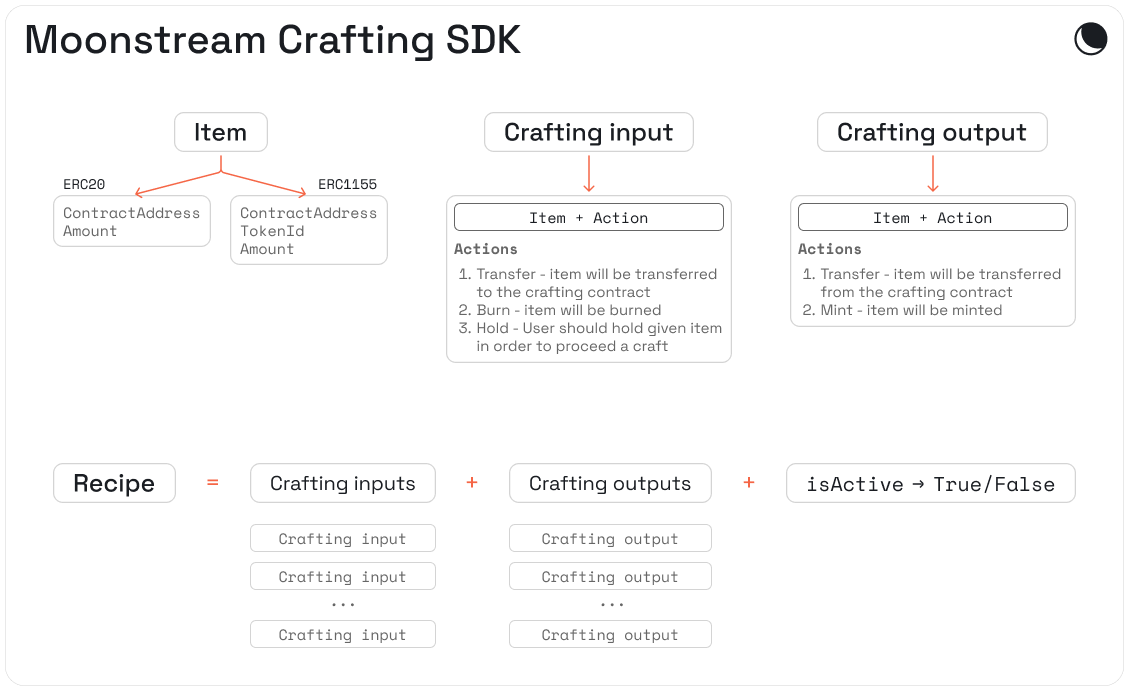 Moonstream Crafting SDK
Item
ERC20
ContractAddress
Amount
ERC1155
ContractAddress
TokenId
Amount
Crafting input
Item + Action
Actions
1. Transfer - item will be transferred
to the crafting contract
2. Burn - item will be burned
3. Hold - User should hold given item
in order to proceed a craft
Crafting output
Item + Action
Actions
1. Transfer - item will be transferred
from the crafting contract
2. Mint - item will be minted
Recipe = Crafting inputs + Crafting outputs + isActive → True/False
Crafting input
Crafting input
...
Crafting input
Crafting output
Crafting output
...
Crafting output